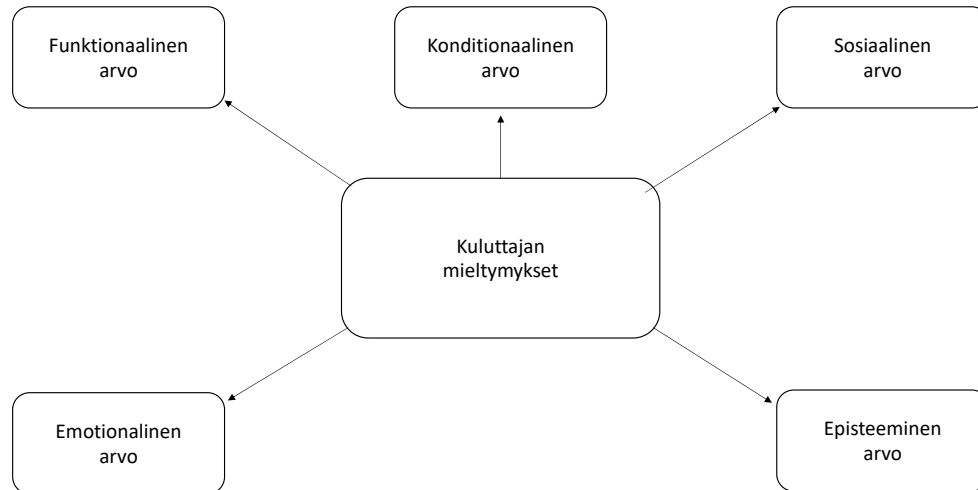 Funktionaalinen
arvo
Konditionaalinen
arvo
Sosiaalinen
arvo
Kuluttajan
mieltymykset
Emotionalinen
arvo
Episteeminen
arvo